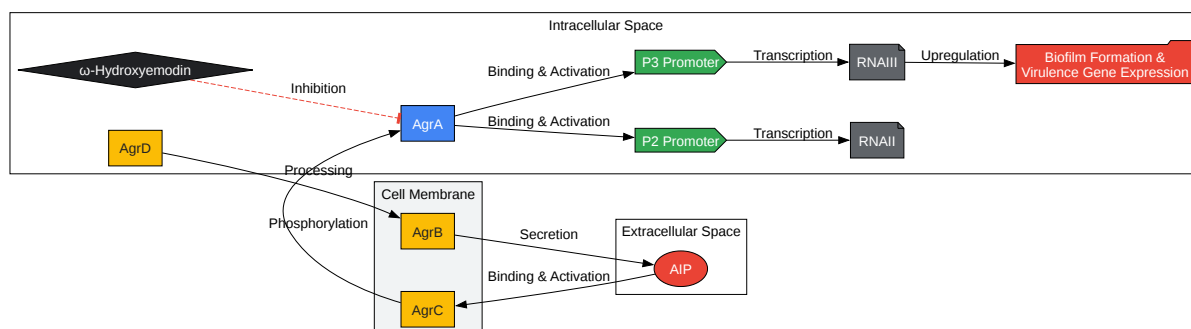 Intracellular Space
ω-Hydroxyemodin
Inhibition
AgrA
Binding & Activation
P3 Promoter
Transcription
RNAIII
Upregulation
Biofilm Formation &
Virulence Gene Expression
Binding & Activation
P2 Promoter
Transcription
RNAII
AgrD
Processing
Phosphorylation
Cell Membrane
AgrB
Secretion
Extracellular Space
AIP
Binding & Activation
AgrC